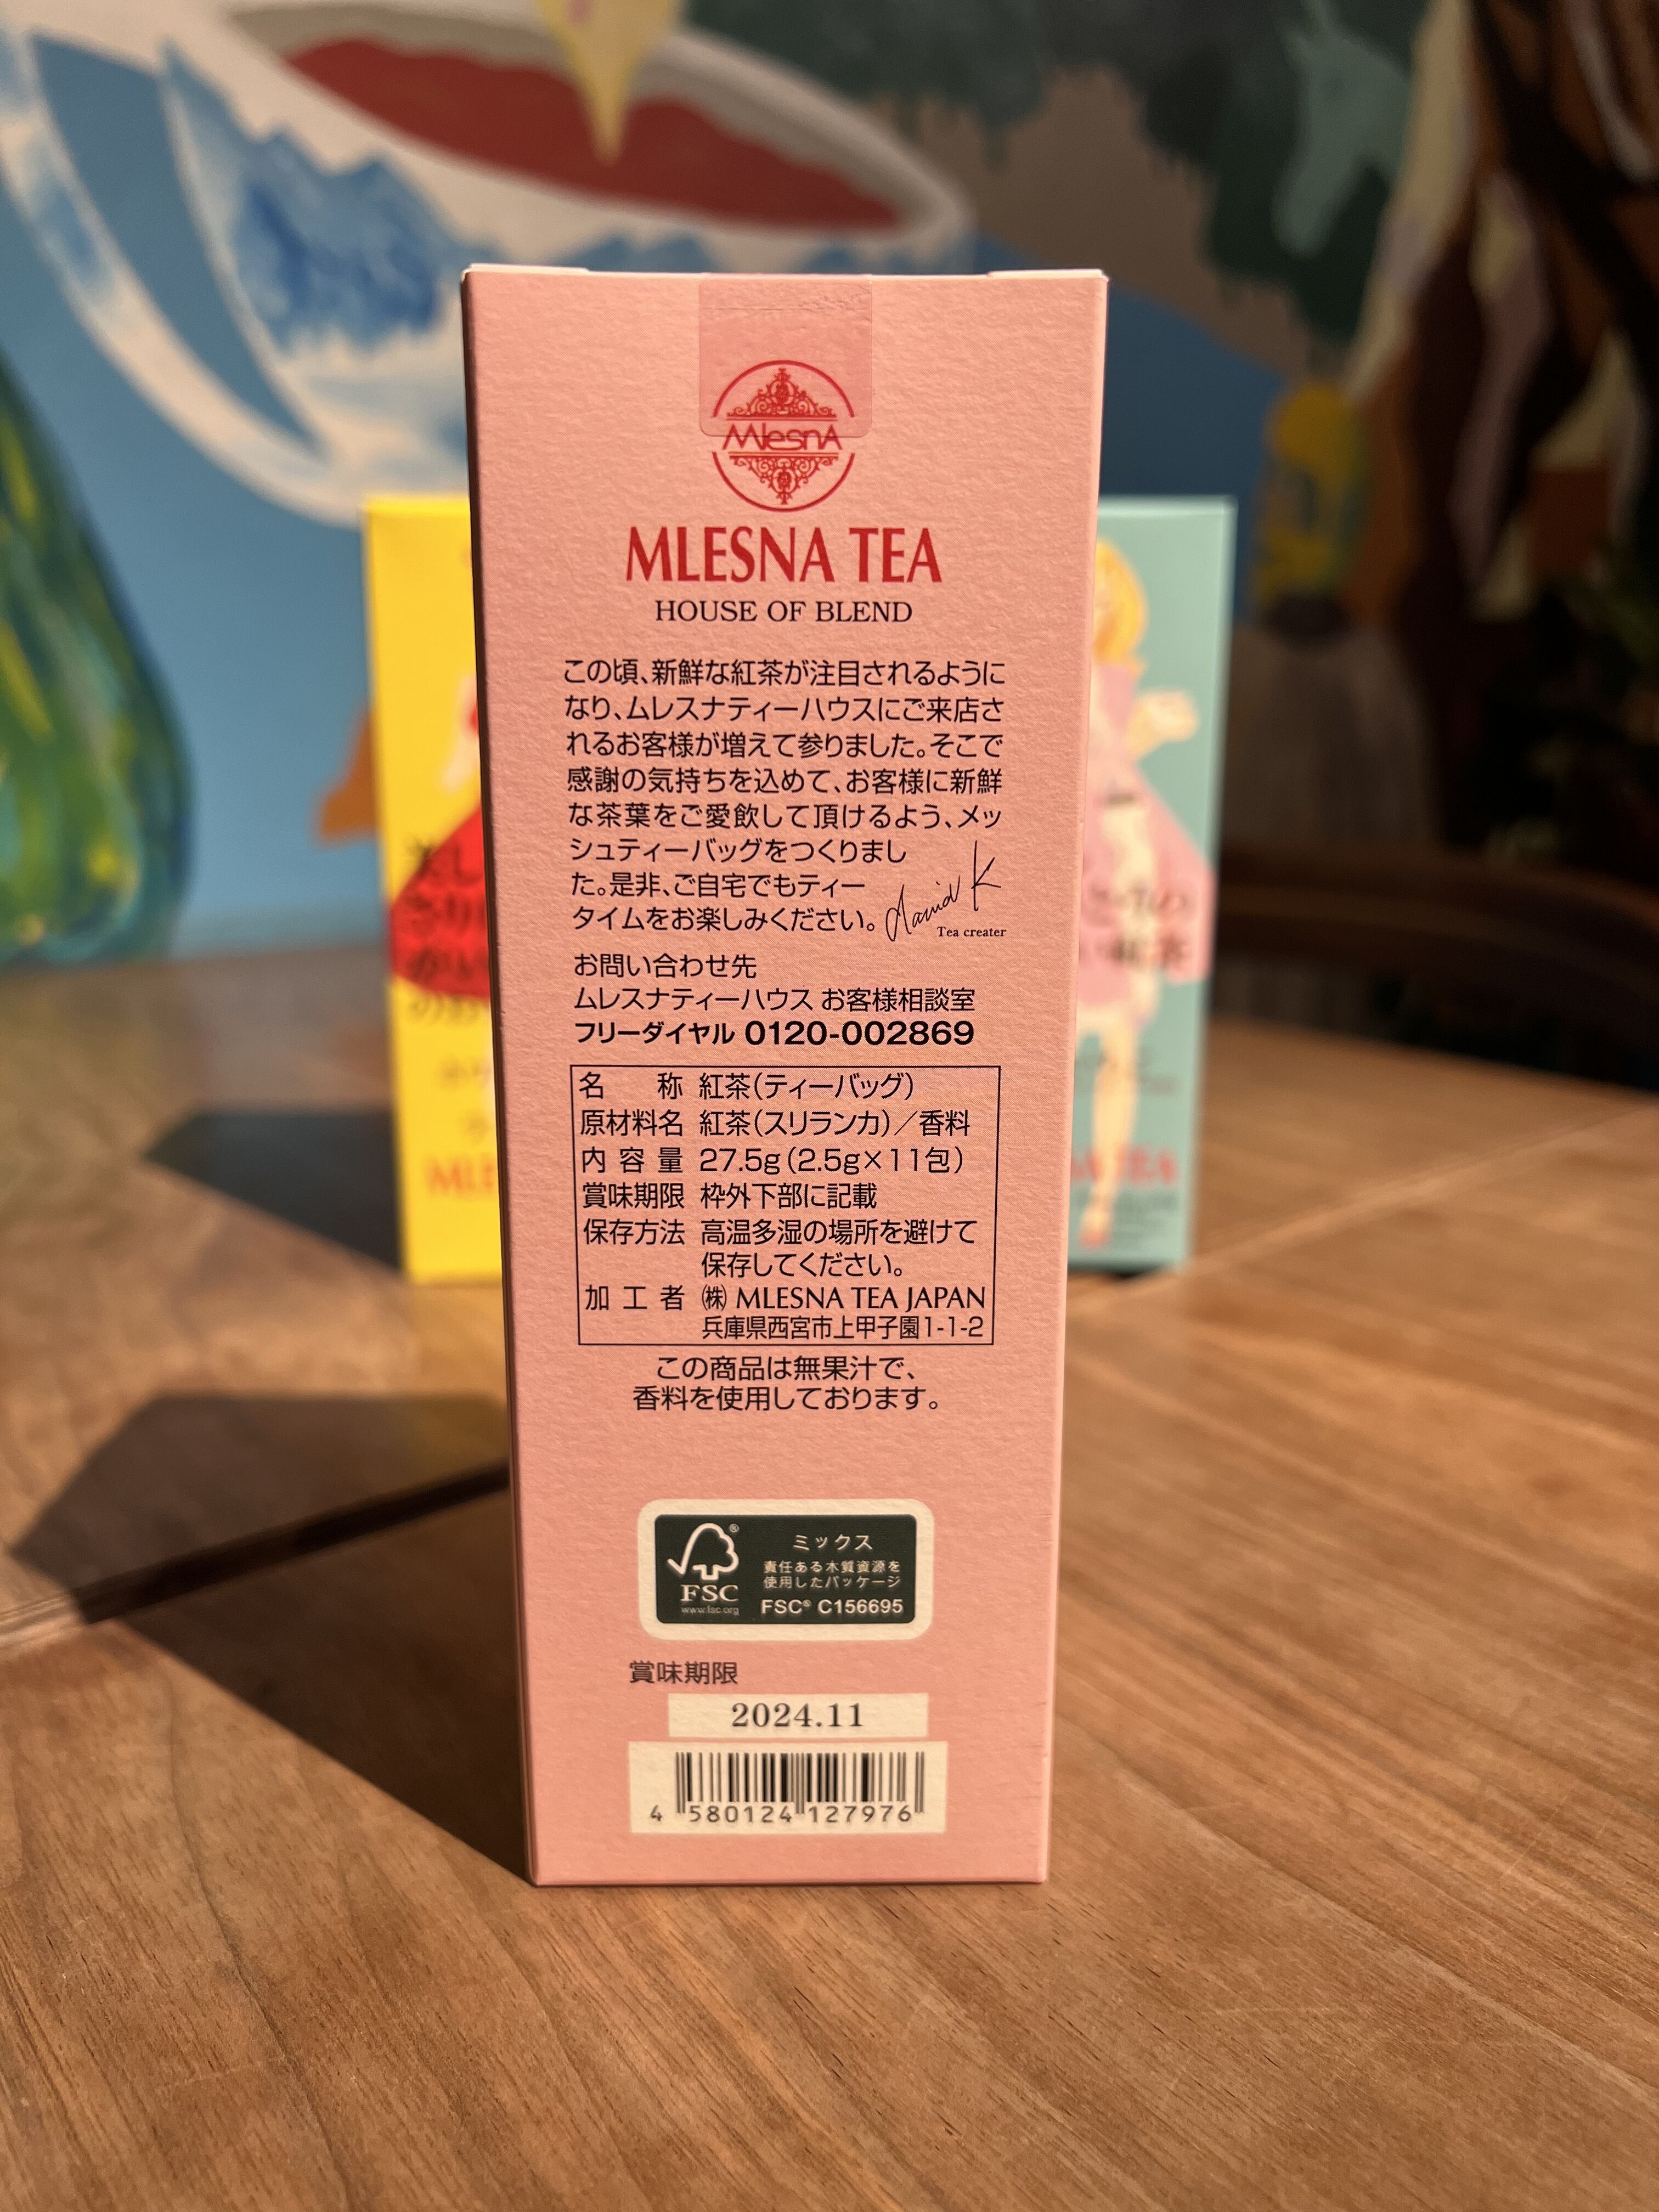 MlesnA
MLESNA TEA
HOUSE OF BLEND
この頃、新鮮な紅茶が注目されるように
なり、ムレスナティーハウスにご来店さ
れるお客様が増えて参りました。そこで
感謝の気持ちを込めて、お客様に新鮮
な茶葉をご愛飲して頂けるよう、メッ
シュティーバッグをつくりまし
た。是非、ご自宅でもティー
タイムをお楽しみください。
David K
Tea creater
お問い合わせ先
ムレスナティーハウス お客様相談室
フリーダイヤル 0120-002869
名 称 紅茶(ティーバッグ)
原材料名 紅茶(スリランカ)/香料
内容量 27.5g(2.5g×11包)
賞味期限 枠外下部に記載
保存方法 高温多湿の場所を避けて
保存してください。
加工者 ㈱ MLESNA TEA JAPAN
兵庫県西宮市上甲子園1-1-2
この商品は無果汁で、
香料を使用しております。
FSC
www.fsc.org
ミックス
責任ある木質資源を
使用したパッケージ
FSC® C156695
賞味期限
2024.11
4 580124 127976